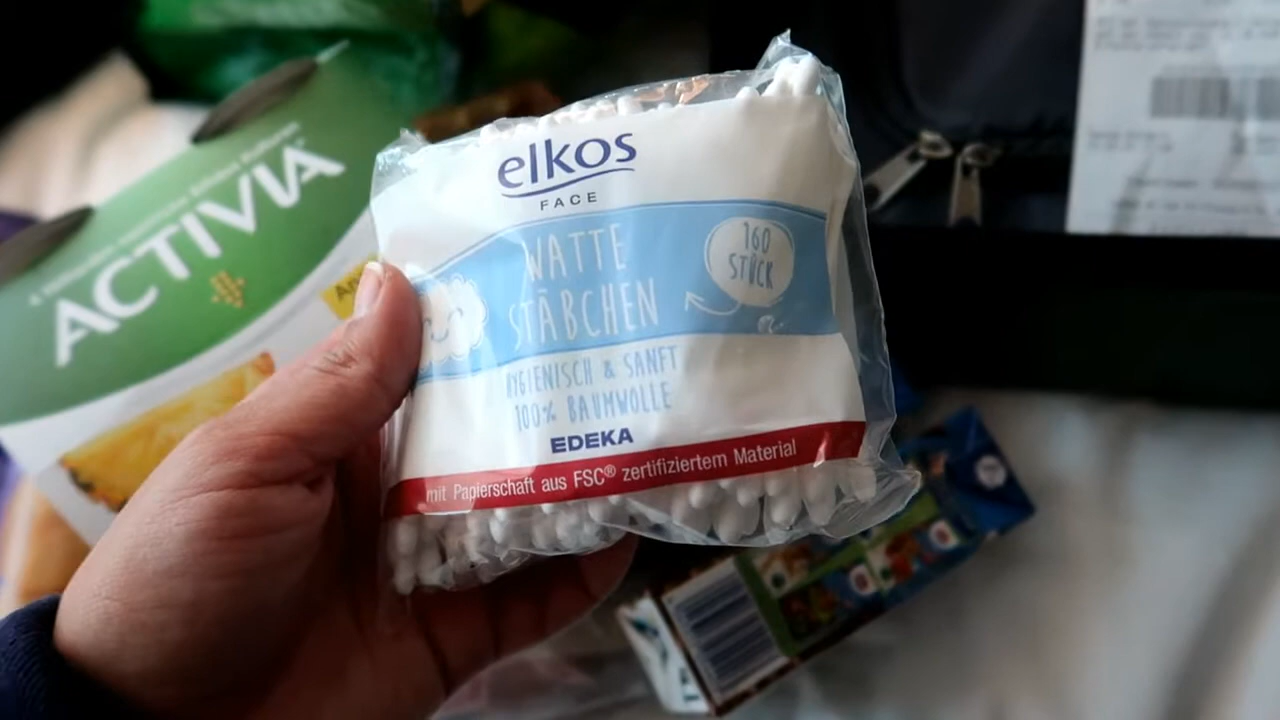 ACTIVIA
elkos
FACE
WATTE
STÄBCHEN
160
STÜCK
HYGIENISCH & SANFT
100% BAUMWOLLE
EDEKA
mit Papierschaft aus FSC® zertifiziertem Material